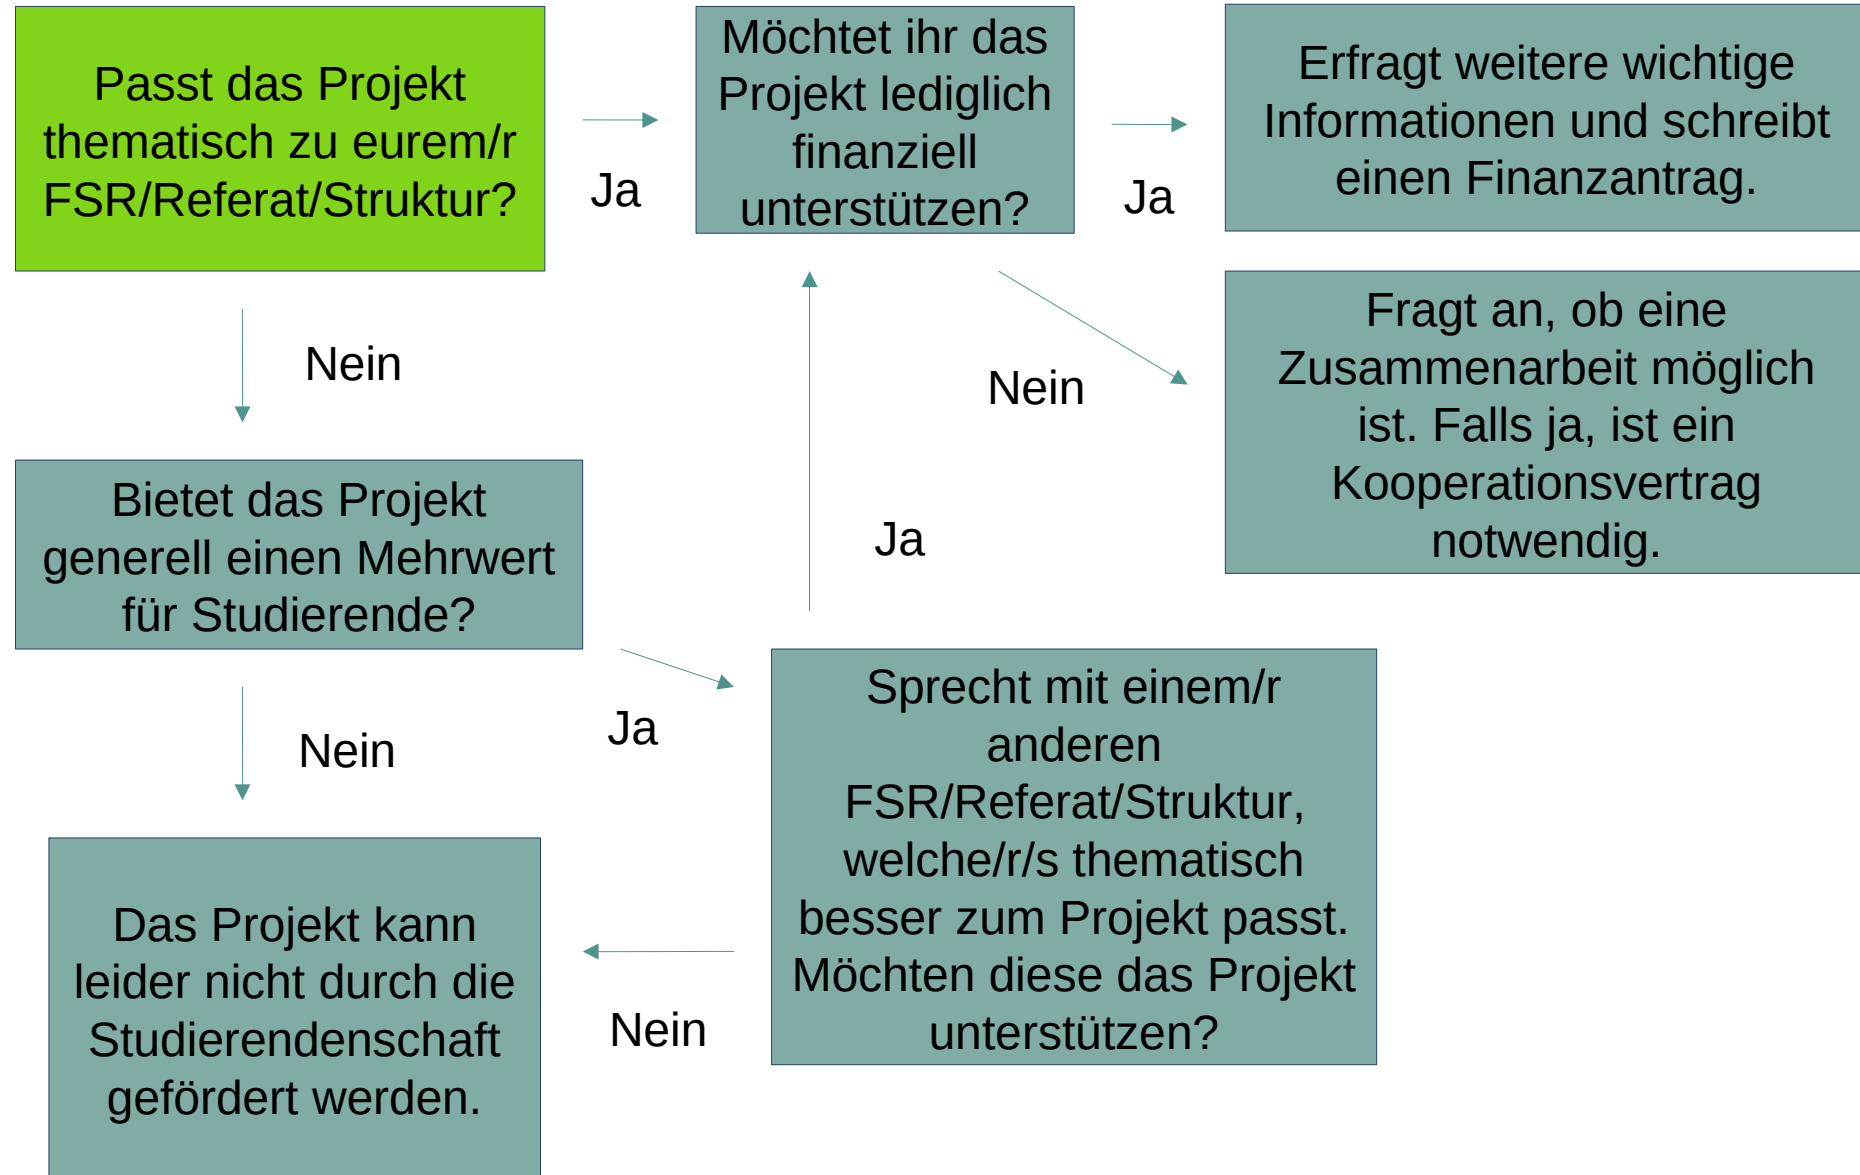 Passt das Projekt
thematisch zu eurem/r
FSR/Referat/Struktur?
Ja
Möchtet ihr das
Projekt lediglich
finanziell
unterstützen?
Ja
Erfragt weitere wichtige
Informationen und schreibt
einen Finanzantrag.
Nein
Fragt an, ob eine
Zusammenarbeit möglich
ist. Falls ja, ist ein
Kooperationsvertrag
notwendig.
Nein
Bietet das Projekt
generell einen Mehrwert
für Studierende?
Ja
Sprecht mit einem/r
anderen
FSR/Referat/Struktur,
welche/r/s thematisch
besser zum Projekt passt.
Möchten diese das Projekt
unterstützen?
Ja
Nein
Nein
Das Projekt kann
leider nicht durch die
Studierendenschaft
gefördert werden.